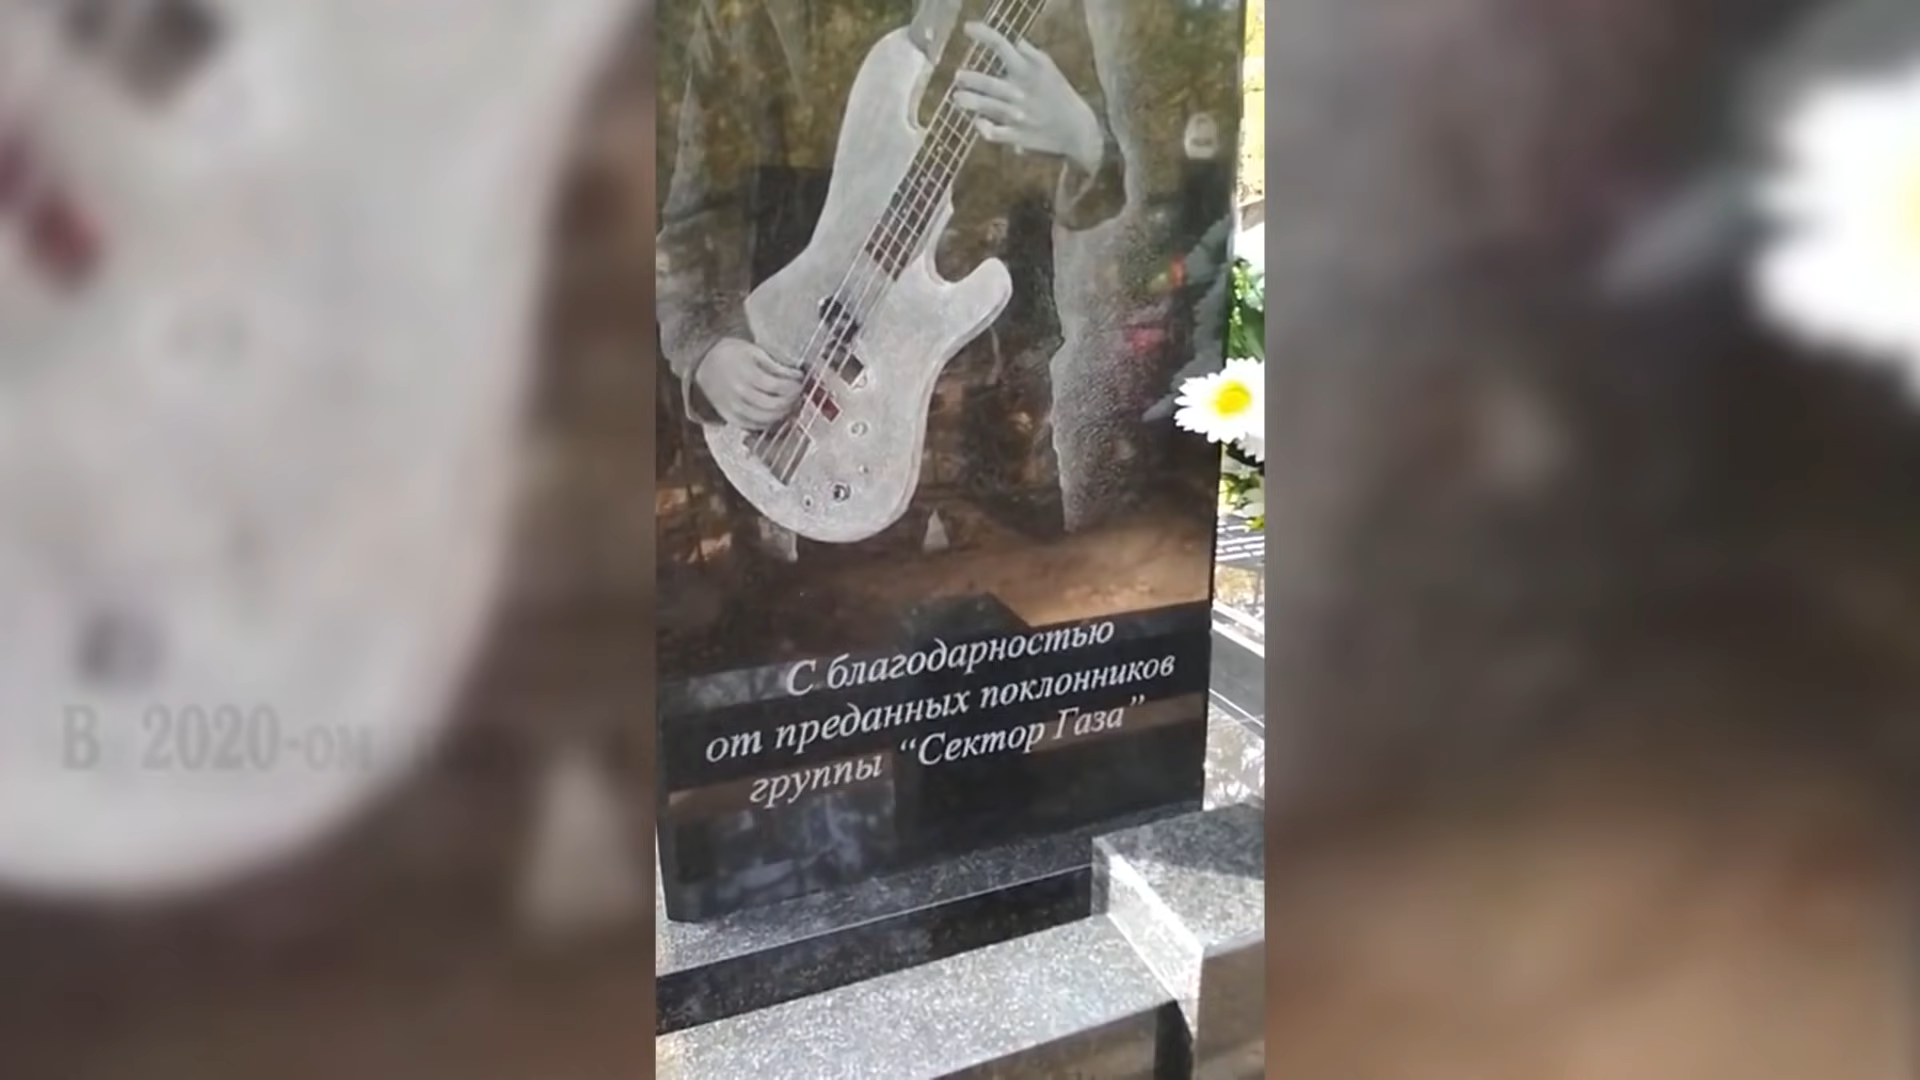 С благодарностью
от преданных поклонников
группы “Сектор Газа”
В 2020-ом